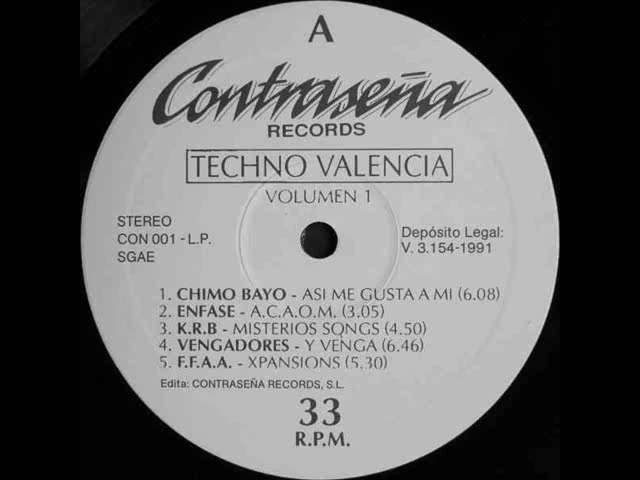 A
Contraseña
RECORDS
TECHNO VALENCIA
VOLUMEN 1
STEREO
CON 001 - L.P.
SGAE
Depósito Legal:
V. 3.154-1991
1. CHIMO BAYO - ASI ME GUSTA A MI (6.08)
2. ENFASE - A.C.A.O.M. (3.05)
3. K.R.B - MISTERIOS SONGS (4.50)
4. VENGADORES - Y VENGA (6.46)
5. F.F.A.A. - XPANSIONS (5.30)
Edita: CONTRASEÑA RECORDS, S.L.
33
R.P.M.